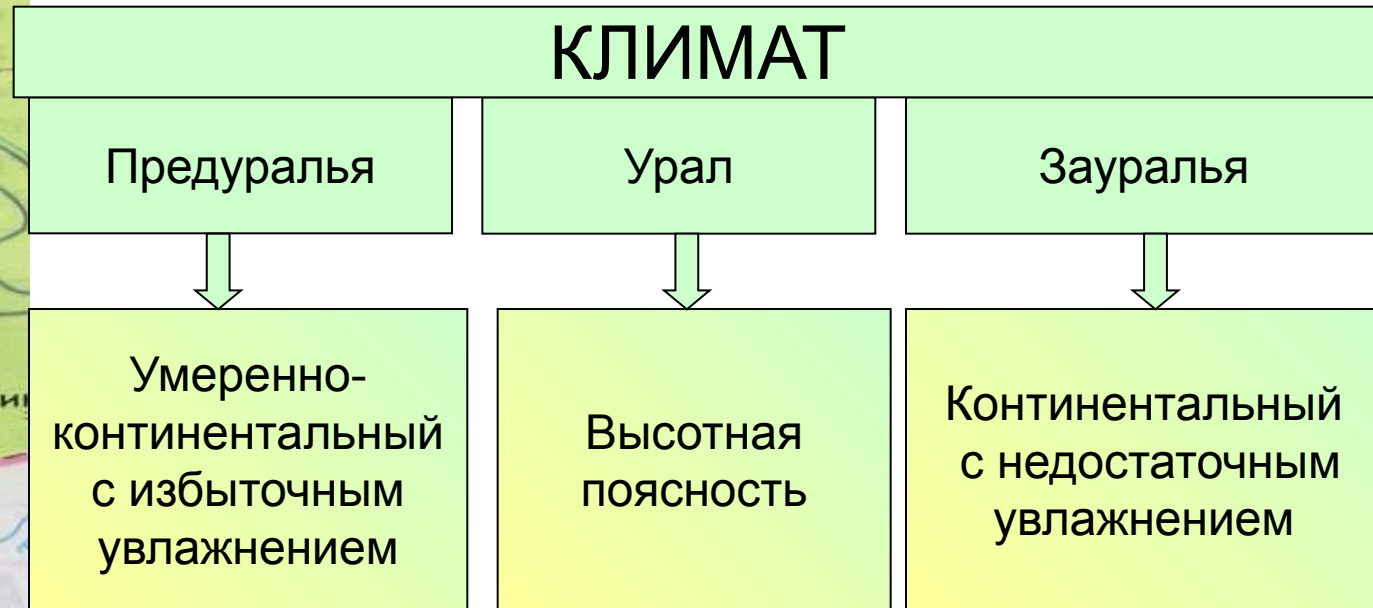 КЛИМАТ
Предуралья
Урал
Зауралья
Умеренно-
континентальный
с избыточным
увлажнением
Высотная
поясность
Континентальный
с недостаточным
увлажнением